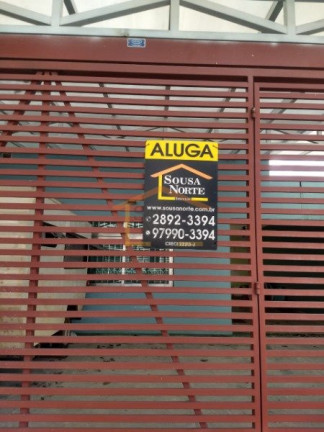 ALUGA
SOUSA
NORTE
www.sousanorte.com.br
2892-3394
97990-3394